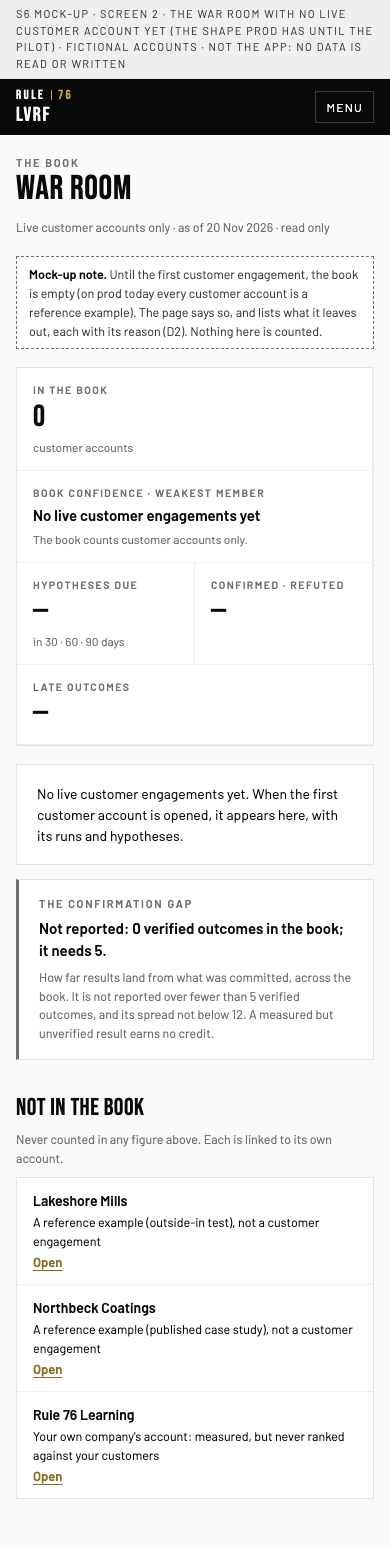 S6 MOCK-UP · SCREEN 2 · THE WAR ROOM WITH NO LIVE
CUSTOMER ACCOUNT YET (THE SHAPE PROD HAS UNTIL THE
PILOT) · FICTIONAL ACCOUNTS · NOT THE APP: NO DATA IS
READ OR WRITTEN
RULE | 76
LVRF
MENU
THE BOOK
WAR ROOM
Live customer accounts only · as of 20 Nov 2026 · read only
Mock-up note. Until the first customer engagement, the book
is empty (on prod today every customer account is a
reference example). The page says so, and lists what it leaves
out, each with its reason (D2). Nothing here is counted.
IN THE BOOK
0
customer accounts
BOOK CONFIDENCE · WEAKEST MEMBER
No live customer engagements yet
The book counts customer accounts only.
HYPOTHESES DUE
—
in 30 · 60 · 90 days
CONFIRMED · REFUTED
—
LATE OUTCOMES
—
No live customer engagements yet. When the first
customer account is opened, it appears here, with
its runs and hypotheses.
THE CONFIRMATION GAP
Not reported: 0 verified outcomes in the book;
it needs 5.
How far results land from what was committed, across the
book. It is not reported over fewer than 5 verified
outcomes, and its spread not below 12. A measured but
unverified result earns no credit.
NOT IN THE BOOK
Never counted in any figure above. Each is linked to its own
account.
Lakeshore Mills
A reference example (outside-in test), not a customer
engagement
Open
Northbeck Coatings
A reference example (published case study), not a customer
engagement
Open
Rule 76 Learning
Your own company's account: measured, but never ranked
against your customers
Open